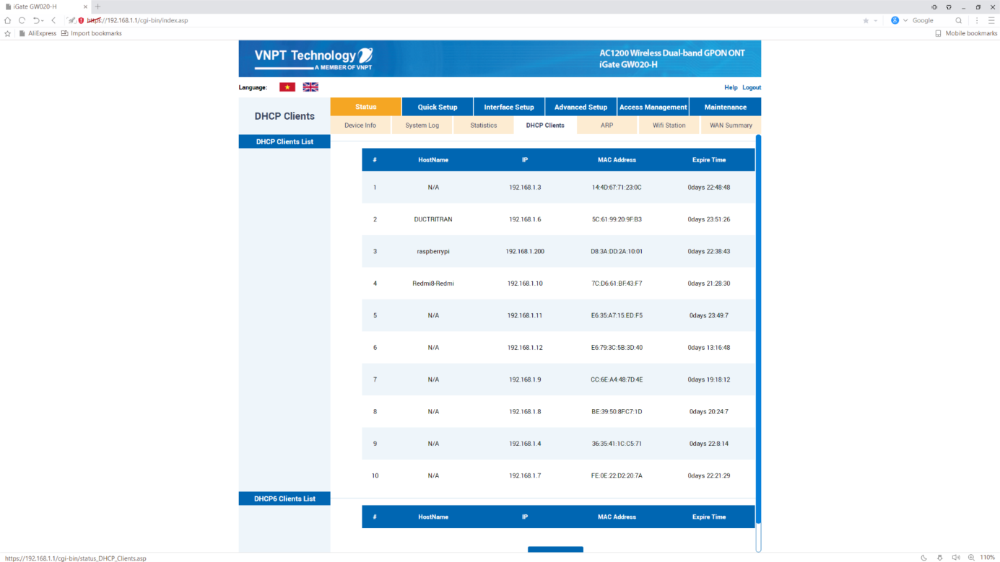 iGate GW020-H
https://192.168.1.1/cgi-bin/index.asp
Google
AliExpress Import bookmarks
Mobile bookmarks
VNPT Technology
A MEMBER OF VNPT
AC1200 Wireless Dual-band GPON ONT
iGate GW020-H
Language:
Help Logout
DHCP Clients
Status Quick Setup Interface Setup Advanced Setup Access Management Maintenance
Device Info System Log Statistics DHCP Clients ARP Wifi Station WAN Summary
DHCP Clients List
# HostName IP MAC Address Expire Time
1 N/A 192.168.1.3 14:4D:67:71:23:0C 0days 22:48:48
2 DUCTRITRAN 192.168.1.6 5C:61:99:20:9F:B3 0days 23:51:26
3 raspberrypi 192.168.1.200 D8:3A:DD:2A:10:01 0days 22:38:43
4 Redmi8-Redmi 192.168.1.10 7C:D6:61:BF:43:F7 0days 21:28:30
5 N/A 192.168.1.11 E6:35:A7:15:ED:F5 0days 23:49:7
6 N/A 192.168.1.12 E6:79:3C:5B:3D:40 0days 13:16:48
7 N/A 192.168.1.9 CC:6E:A4:48:7D:4E 0days 19:18:12
8 N/A 192.168.1.8 BE:39:50:8F:C7:1D 0days 20:24:7
9 N/A 192.168.1.4 36:35:41:1C:C5:71 0days 22:8:14
10 N/A 192.168.1.7 FE:0E:22:D2:20:7A 0days 22:21:29
DHCP6 Clients List
# HostName IP MAC Address Expire Time
https://192.168.1.1/cgi-bin/status_DHCP_Clients.asp
110%